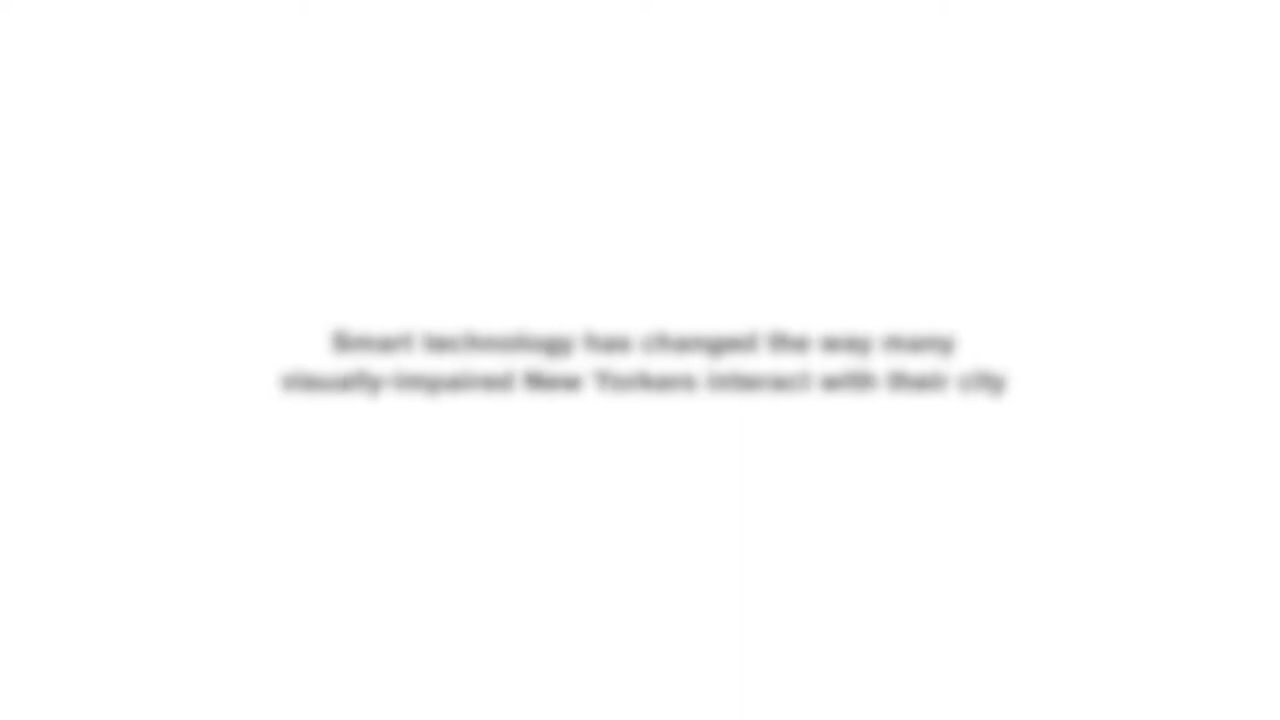 Smart technology has changed the way many
visually-impaired New Yorkers interact with their city